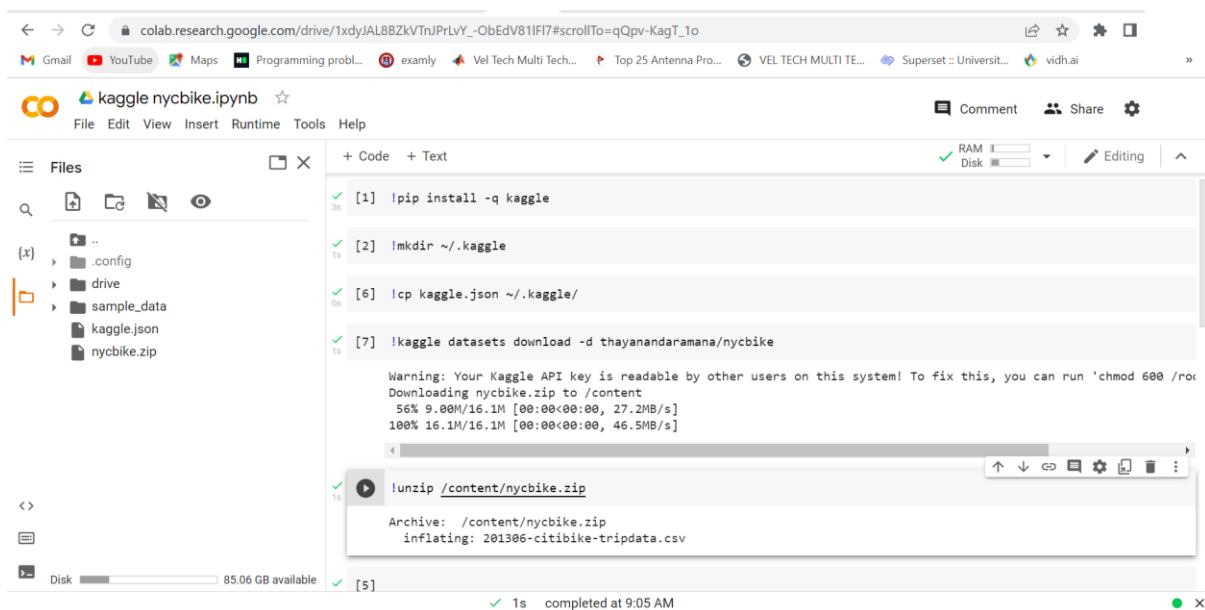 colab.research.google.com/drive/1xdyJAL8BZkVTnJPrLvY_-ObEdV81lFl7#scrollTo=qQpv-KagT_1o
Gmail YouTube Maps Programming probl... examly Vel Tech Multi Tech... Top 25 Antenna Pro... VEL TECH MULTI TE... Superset :: Universit... vidh.ai »
kaggle nycbike.ipynb
Comment Share
File Edit View Insert Runtime Tools Help
Files
+ Code + Text
RAM
Disk
Editing
{x}
..
.config
drive
sample_data
kaggle.json
nycbike.zip
3s [1] !pip install -q kaggle
1s [2] !mkdir ~/.kaggle
0s [6] !cp kaggle.json ~/.kaggle/
1s [7] !kaggle datasets download -d thayanandaramana/nycbike
Warning: Your Kaggle API key is readable by other users on this system! To fix this, you can run 'chmod 600 /roo
Downloading nycbike.zip to /content
56% 9.00M/16.1M [00:00<00:00, 27.2MB/s]
100% 16.1M/16.1M [00:00<00:00, 46.5MB/s]
1s !unzip /content/nycbike.zip
Archive: /content/nycbike.zip
inflating: 201306-citibike-tripdata.csv
Disk 85.06 GB available
[5]
1s completed at 9:05 AM